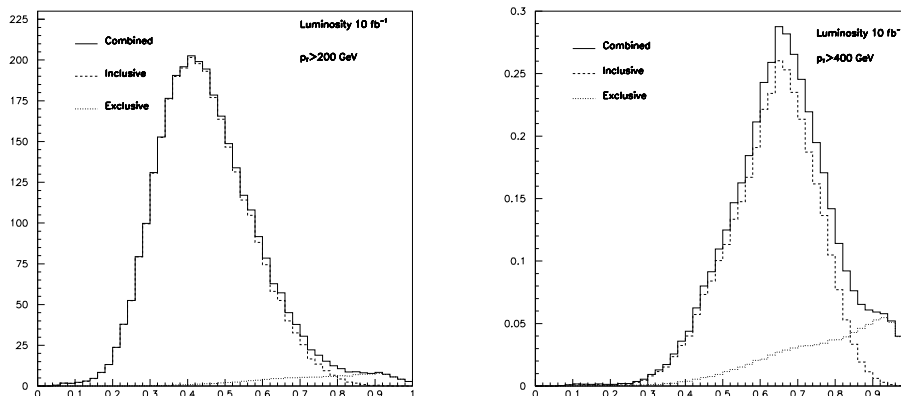 225
200
175
150
125
100
75
50
25
0
0 0.1 0.2 0.3 0.4 0.5 0.6 0.7 0.8 0.9 1
Luminosity 10 fb⁻¹
p_T>200 GeV
Combined
Inclusive
Exclusive
0.3
0.25
0.2
0.15
0.1
0.05
0
0 0.1 0.2 0.3 0.4 0.5 0.6 0.7 0.8 0.9
Luminosity 10 fb⁻
p_T>400 GeV
Combined
Inclusive
Exclusive